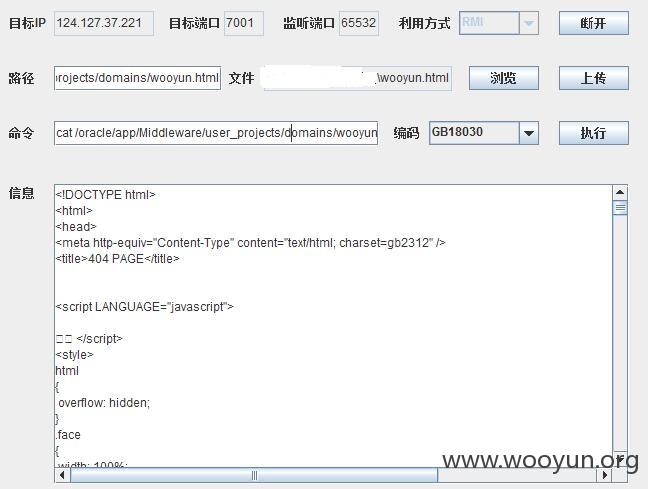 目标IP 124.127.37.221 目标端口 7001 监听端口 65532 利用方式 RMI 断开
路径 rojects/domains/wooyun.html 文件 \wooyun.html 浏览 上传
命令 cat /oracle/app/Middleware/user_projects/domains/wooyun 编码 GB18030 执行
信息
<!DOCTYPE html>
<html>
<head>
<meta http-equiv="Content-Type" content="text/html; charset=gb2312" />
<title>404 PAGE</title>
<script LANGUAGE="javascript">
</script>
<style>
html
{
overflow: hidden;
}
.face
{
width: 100%;
www.wooyun.org